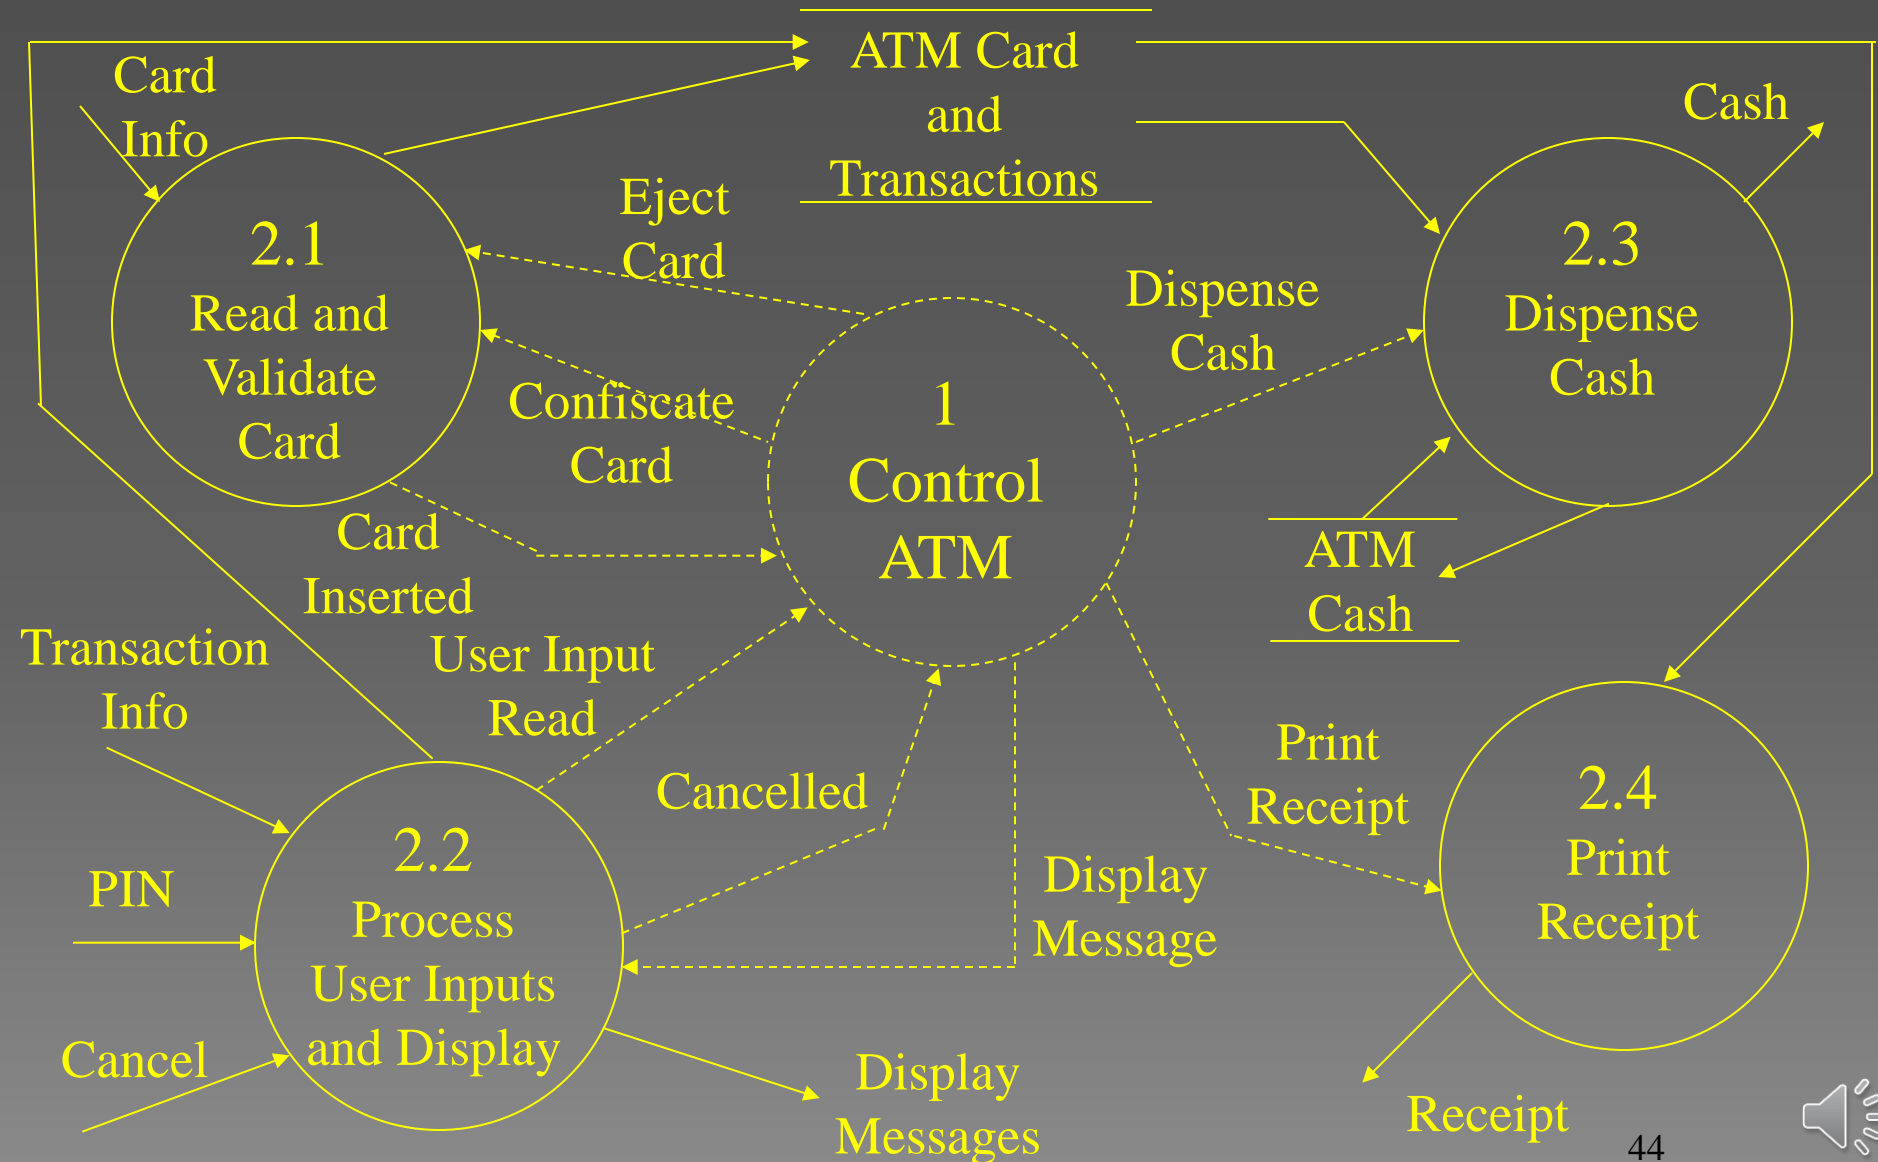 Card
Info
ATM Card
and
Transactions
Cash
Eject
Card
2.1
Read and
Validate
Card
2.3
Dispense
Cash
Dispense
Cash
Confiscate
Card
1
Control
ATM
Card
Inserted
ATM
Cash
Transaction
Info
User Input
Read
Cancelled
Print
Receipt
2.4
Print
Receipt
2.2
Process
User Inputs
and Display
PIN
Display
Message
Cancel
Display
Messages
Receipt
44